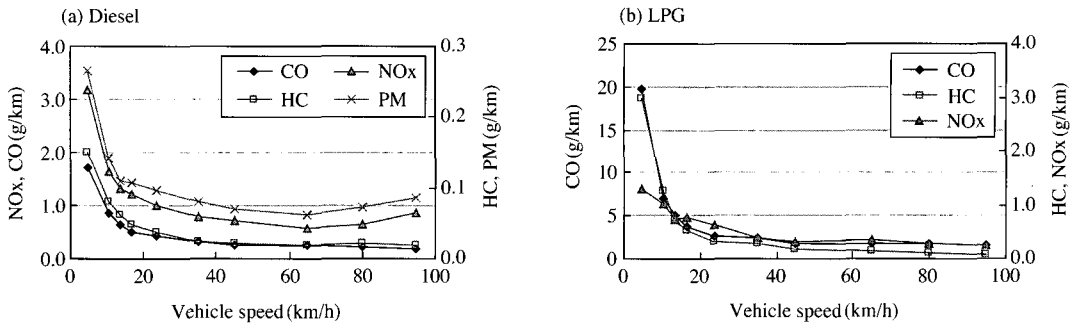 (a) Diesel
4.0
3.0
2.0
1.0
0.0
NOx, CO (g/km)
0.3
0.2
0.1
0.0
HC, PM (g/km)
CO
NOx
HC
PM
0
20
40
60
80
100
Vehicle speed (km/h)
(b) LPG
25
20
15
10
5
0
CO (g/km)
4.0
3.0
2.0
1.0
0.0
HC, NOx (g/km)
CO
HC
NOx
0
20
40
60
80
100
Vehicle speed (km/h)